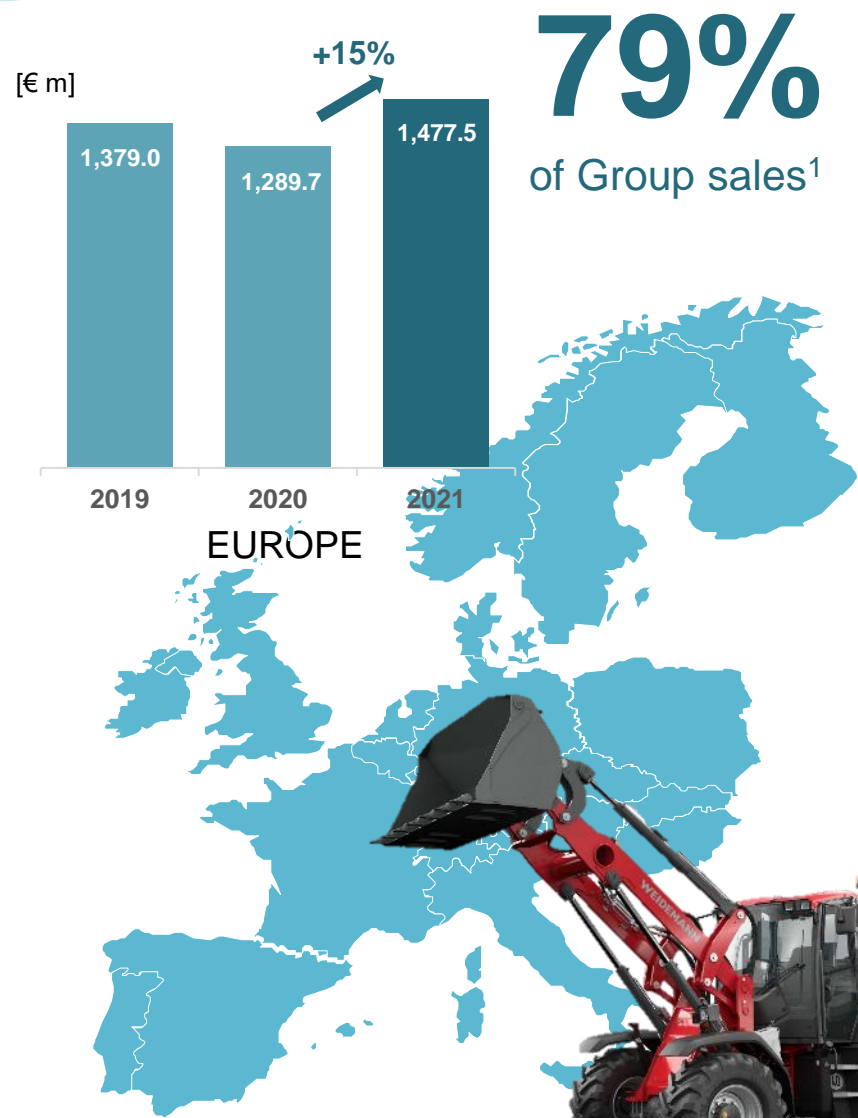 79%
of Group sales¹
[€ m]
+15%
1,379.0
1,289.7
1,477.5
2019 2020 2021
EUROPE
WEIDEMANN